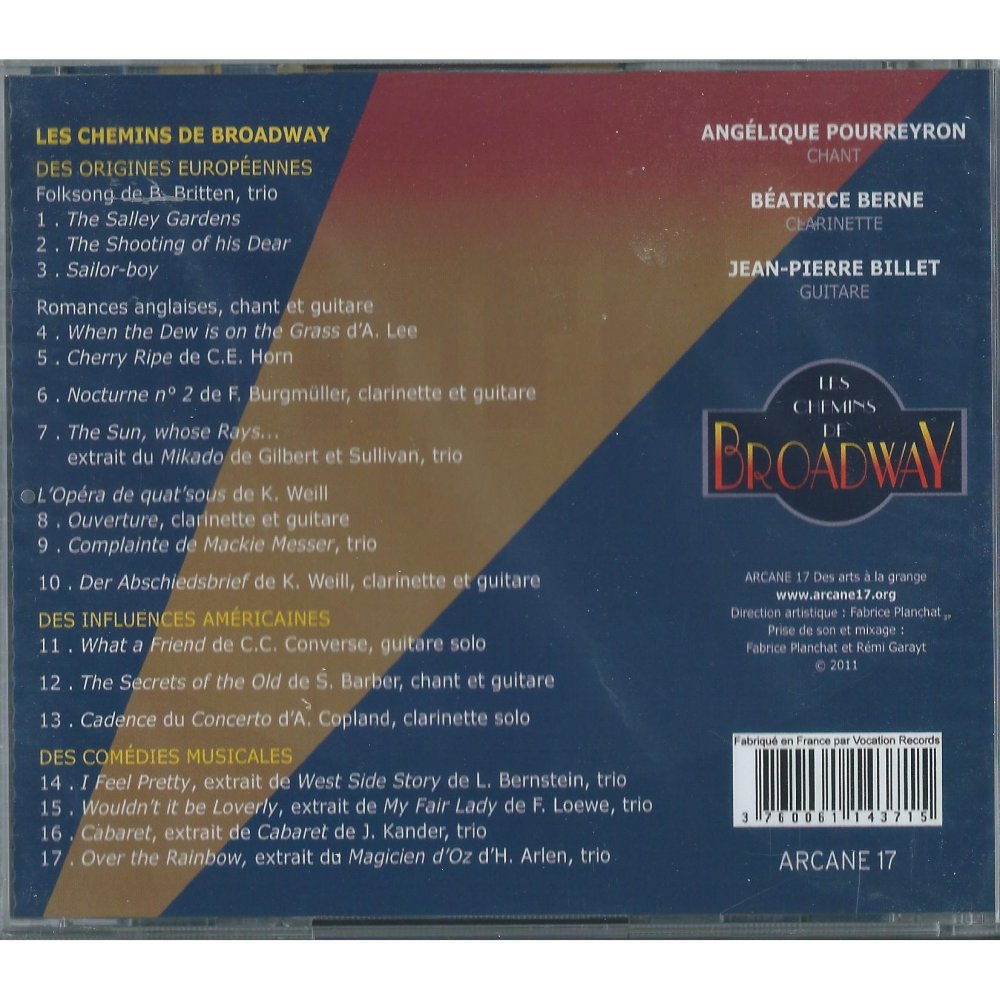 LES CHEMINS DE BROADWAY
DES ORIGINES EUROPÉENNES
Folksong de B. Britten, trio
1 . The Salley Gardens
2 . The Shooting of his Dear
3 . Sailor-boy
Romances anglaises, chant et guitare
4 . When the Dew is on the Grass d'A. Lee
5 . Cherry Ripe de C.E. Horn
6 . Nocturne n° 2 de F. Burgmüller, clarinette et guitare
7 . The Sun, whose Rays...
extrait du Mikado de Gilbert et Sullivan, trio
L'Opéra de quat'sous de K. Weill
8 . Ouverture, clarinette et guitare
9 . Complainte de Mackie Messer, trio
10 . Der Abschiedsbrief de K. Weill, clarinette et guitare
DES INFLUENCES AMÉRICAINES
11 . What a Friend de C.C. Converse, guitare solo
12 . The Secrets of the Old de S. Barber, chant et guitare
13 . Cadence du Concerto d'A. Copland, clarinette solo
DES COMÉDIES MUSICALES
14 . I Feel Pretty, extrait de West Side Story de L. Bernstein, trio
15 . Wouldn't it be Loverly, extrait de My Fair Lady de F. Loewe, trio
16 . Cabaret, extrait de Cabaret de J. Kander, trio
17 . Over the Rainbow, extrait du Magicien d'Oz d'H. Arlen, trio
ANGÉLIQUE POURREYRON
CHANT
BÉATRICE BERNE
CLARINETTE
JEAN-PIERRE BILLET
GUITARE
LES
CHEMINS
DE
BROADWAY
ARCANE 17 Des arts à la grange
www.arcane17.org
Direction artistique : Fabrice Planchat
Prise de son et mixage :
Fabrice Planchat et Rémi Garayt
© 2011
Fabriqué en France par Vocation Records
3 760061 143715
ARCANE 17